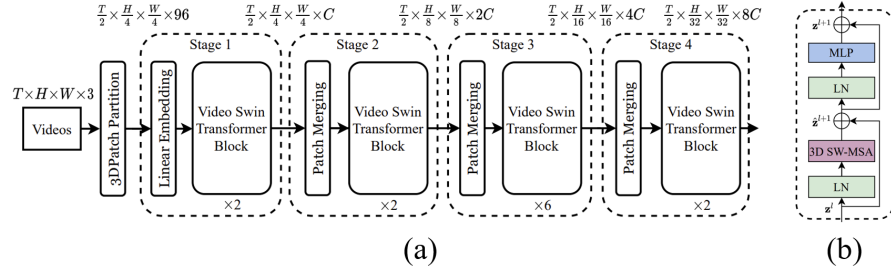 T/2 × H/4 × W/4 × 96
T/2 × H/4 × W/4 × C
T/2 × H/8 × W/8 × 2C
T/2 × H/16 × W/16 × 4C
T/2 × H/32 × W/32 × 8C
Stage 1
Stage 2
Stage 3
Stage 4
T×H×W×3
Videos
3DPatch Partition
Linear Embedding
Video Swin
Transformer
Block
×2
Patch Merging
Video Swin
Transformer
Block
×2
Patch Merging
Video Swin
Transformer
Block
×6
Patch Merging
Video Swin
Transformer
Block
×2
(a)
z^{l+1}
MLP
LN
ẑ^{l+1}
3D SW-MSA
LN
z^l
(b)